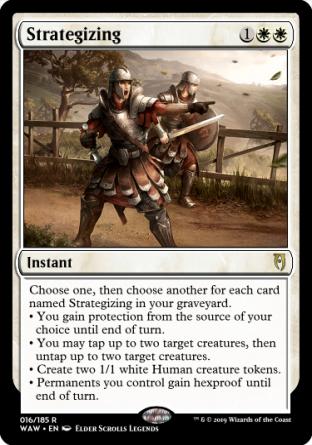 Strategizing 1
Instant
Choose one, then choose another for each card
named Strategizing in your graveyard.
• You gain protection from the source of your
choice until end of turn.
• You may tap up to two target creatures, then
untap up to two target creatures.
• Create two 1/1 white Human creature tokens.
• Permanents you control gain hexproof until
end of turn.
016/185 R
WAW • EN ELDER SCROLLS LEGENDS
™ & © 2019 Wizards of the Coast